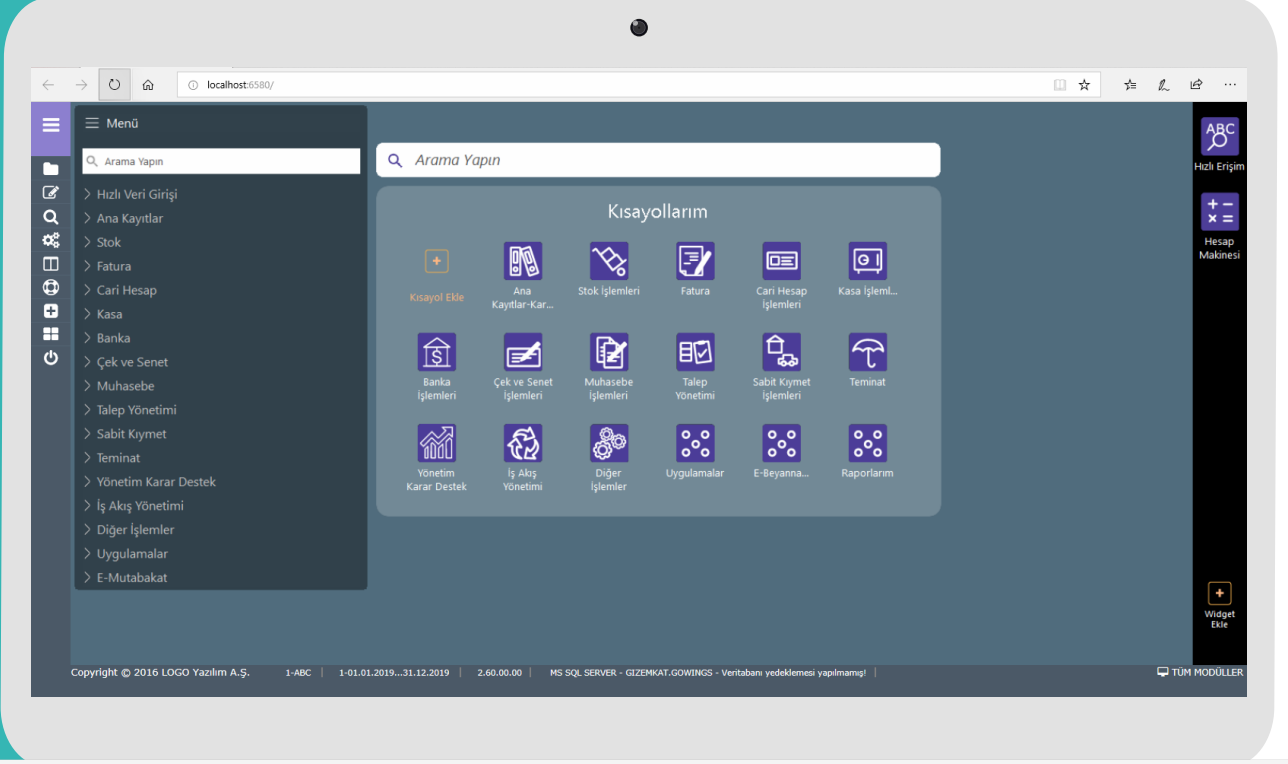 localhost:6580/
Menü
Arama Yapın
Hızlı Veri Girişi
Ana Kayıtlar
Stok
Fatura
Cari Hesap
Kasa
Banka
Çek ve Senet
Muhasebe
Talep Yönetimi
Sabit Kıymet
Teminat
Yönetim Karar Destek
İş Akış Yönetimi
Diğer İşlemler
Uygulamalar
E-Mutabakat
Arama Yapın
Kısayollarım
Kısayol Ekle
Ana
Kayıtlar-Kar...
Stok İşlemleri
Fatura
Cari Hesap
İşlemleri
Kasa İşleml...
Banka
İşlemleri
Çek ve Senet
İşlemleri
Muhasebe
İşlemleri
Talep
Yönetimi
Sabit Kıymet
İşlemleri
Teminat
Yönetim
Karar Destek
İş Akış
Yönetimi
Diğer
İşlemler
Uygulamalar
E-Beyanna...
Raporlarım
ABC
Hızlı Erişim
Hesap
Makinesi
Widget
Ekle
Copyright © 2016 LOGO Yazılım A.Ş. 1-ABC | 1-01.01.2019...31.12.2019 | 2.60.00.00 | MS SQL SERVER - GIZEMKAT.GOWINGS - Veritabanı yedeklemesi yapılmamış! | TÜM MODÜLLER